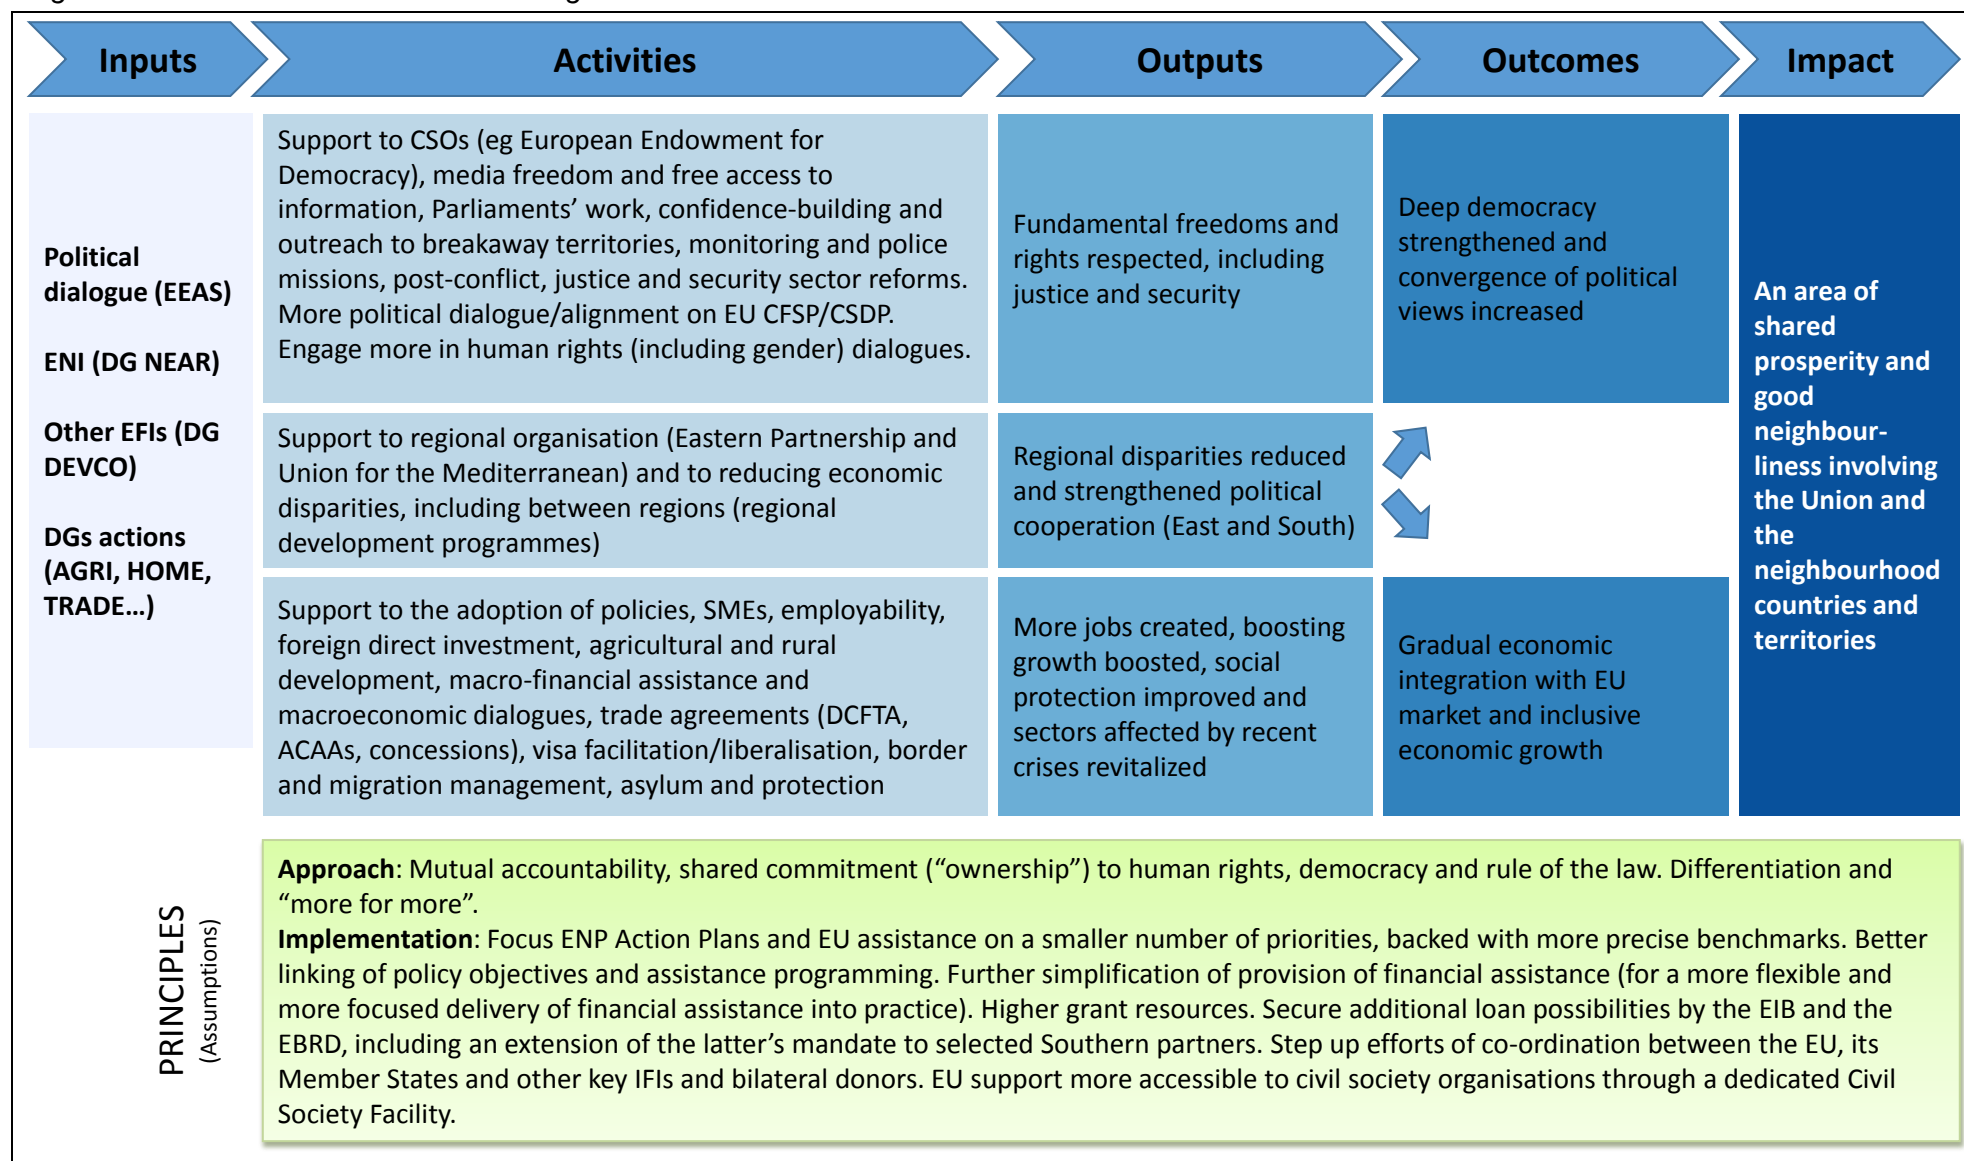 Inputs
Activities
Outputs
Outcomes
Impact
Political
dialogue (EEAS)
ENI (DG NEAR)
Other EFIs (DG
DEVCO)
DGs actions
(AGRI, HOME,
TRADE…)
Support to CSOs (eg European Endowment for
Democracy), media freedom and free access to
information, Parliaments’ work, confidence-building and
outreach to breakaway territories, monitoring and police
missions, post-conflict, justice and security sector reforms.
More political dialogue/alignment on EU CFSP/CSDP.
Engage more in human rights (including gender) dialogues.
Fundamental freedoms and
rights respected, including
justice and security
Deep democracy
strengthened and
convergence of political
views increased
Support to regional organisation (Eastern Partnership and
Union for the Mediterranean) and to reducing economic
disparities, including between regions (regional
development programmes)
Regional disparities reduced
and strengthened political
cooperation (East and South)
Support to the adoption of policies, SMEs, employability,
foreign direct investment, agricultural and rural
development, macro-financial assistance and
macroeconomic dialogues, trade agreements (DCFTA,
ACAAs, concessions), visa facilitation/liberalisation, border
and migration management, asylum and protection
More jobs created, boosting
growth boosted, social
protection improved and
sectors affected by recent
crises revitalized
Gradual economic
integration with EU
market and inclusive
economic growth
An area of
shared
prosperity and
good
neighbour-
liness involving
the Union and
the
neighbourhood
countries and
territories
PRINCIPLES
(Assumptions)
Approach: Mutual accountability, shared commitment (“ownership”) to human rights, democracy and rule of the law. Differentiation and
“more for more”.
Implementation: Focus ENP Action Plans and EU assistance on a smaller number of priorities, backed with more precise benchmarks. Better
linking of policy objectives and assistance programming. Further simplification of provision of financial assistance (for a more flexible and
more focused delivery of financial assistance into practice). Higher grant resources. Secure additional loan possibilities by the EIB and the
EBRD, including an extension of the latter’s mandate to selected Southern partners. Step up efforts of co-ordination between the EU, its
Member States and other key IFIs and bilateral donors. EU support more accessible to civil society organisations through a dedicated Civil
Society Facility.